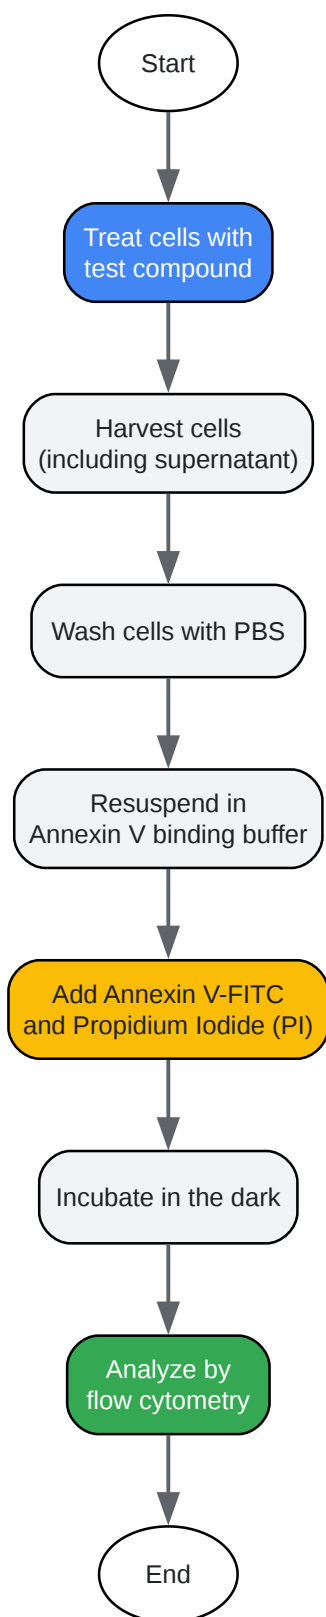 Start
Treat cells with
test compound
Harvest cells
(including supernatant)
Wash cells with PBS
Resuspend in
Annexin V binding buffer
Add Annexin V-FITC
and Propidium Iodide (PI)
Incubate in the dark
Analyze by
flow cytometry
End